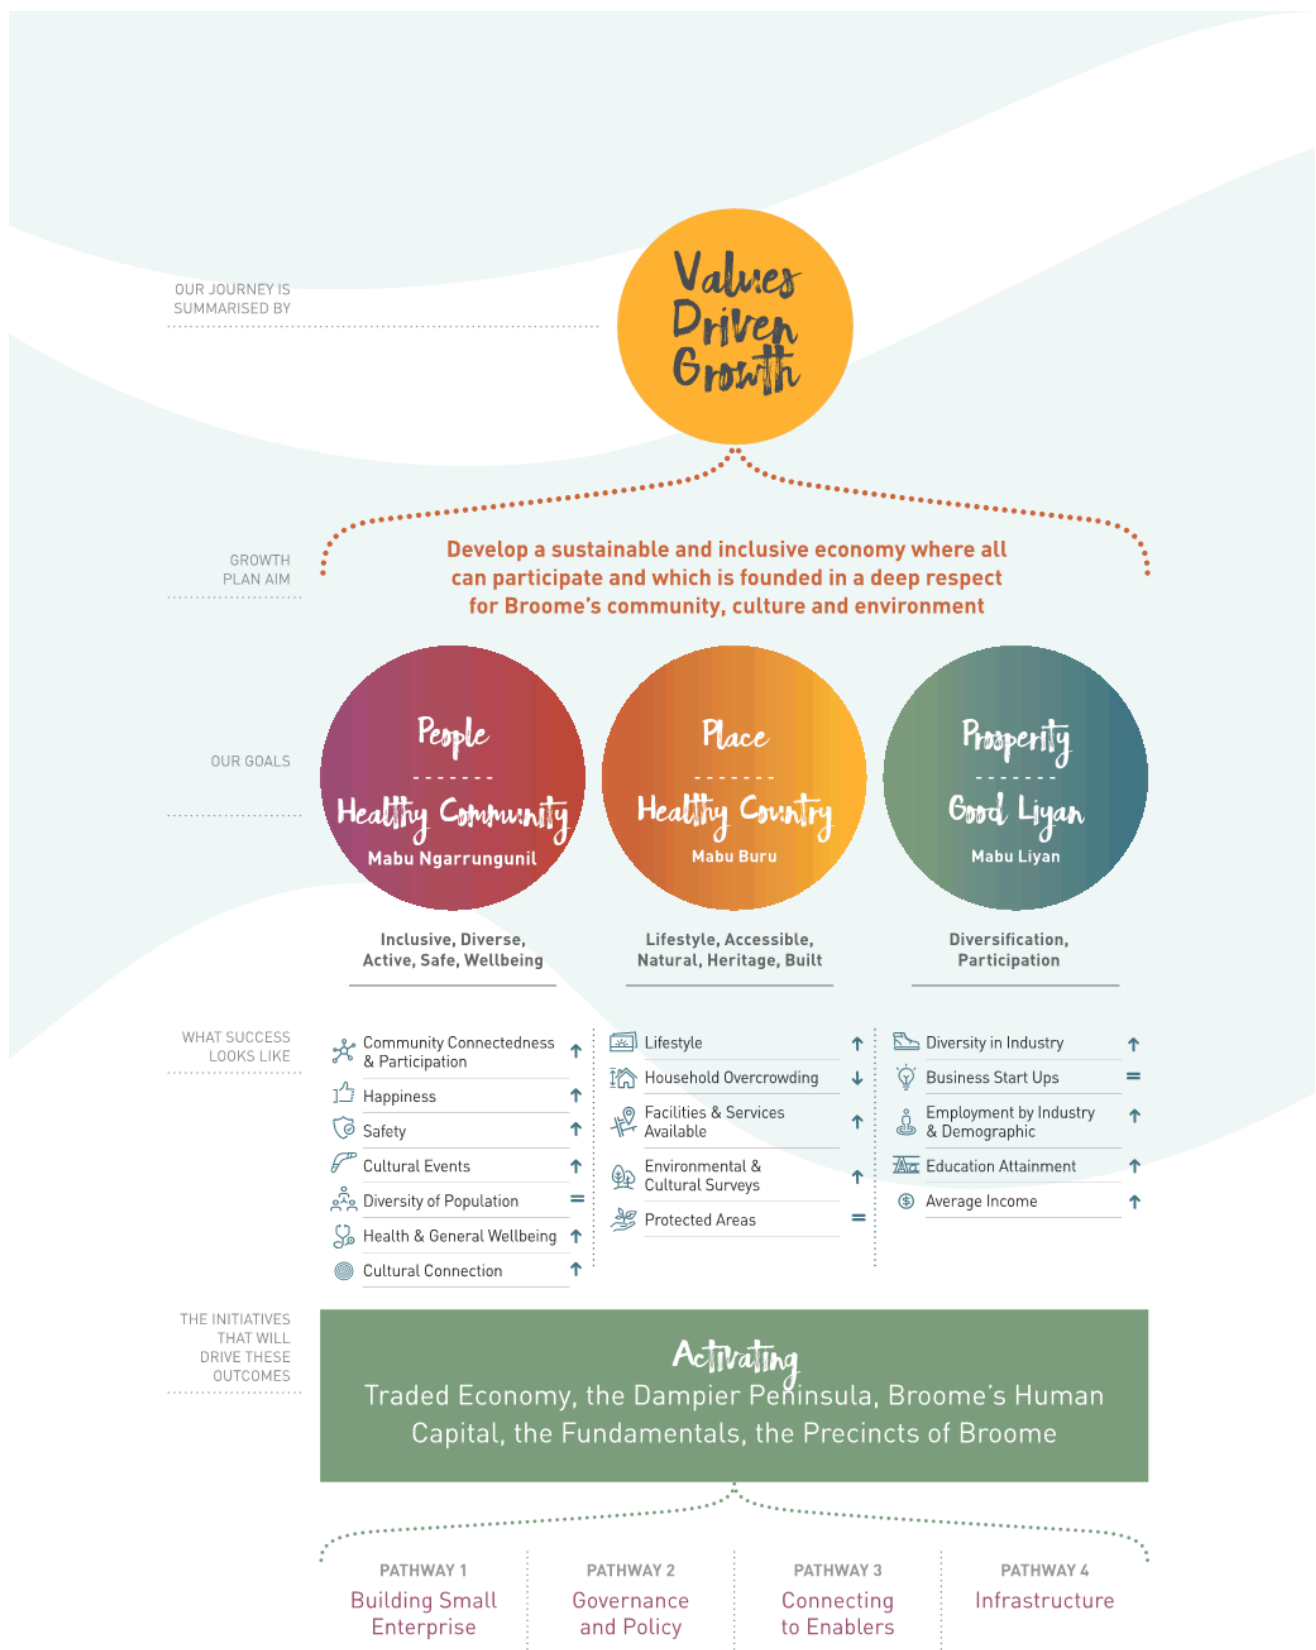 OUR JOURNEY IS
SUMMARISED BY
Values
Driven
Growth
GROWTH
PLAN AIM
Develop a sustainable and inclusive economy where all
can participate and which is founded in a deep respect
for Broome's community, culture and environment
OUR GOALS
People
Healthy Community
Mabu Ngarrungunil
Place
Healthy Country
Mabu Buru
Prosperity
Good Liyan
Mabu Liyan
Inclusive, Diverse,
Active, Safe, Wellbeing
Lifestyle, Accessible,
Natural, Heritage, Built
Diversification,
Participation
WHAT SUCCESS
LOOKS LIKE
Community Connectedness
& Participation
Happiness
Safety
Cultural Events
Diversity of Population
=
Health & General Wellbeing
Cultural Connection
Lifestyle
Household Overcrowding
Facilities & Services
Available
Environmental &
Cultural Surveys
Protected Areas
=
Diversity in Industry
Business Start Ups
=
Employment by Industry
& Demographic
Education Attainment
Average Income
THE INITIATIVES
THAT WILL
DRIVE THESE
OUTCOMES
Activating
Traded Economy, the Dampier Peninsula, Broome's Human
Capital, the Fundamentals, the Precincts of Broome
PATHWAY 1
Building Small
Enterprise
PATHWAY 2
Governance
and Policy
PATHWAY 3
Connecting
to Enablers
PATHWAY 4
Infrastructure